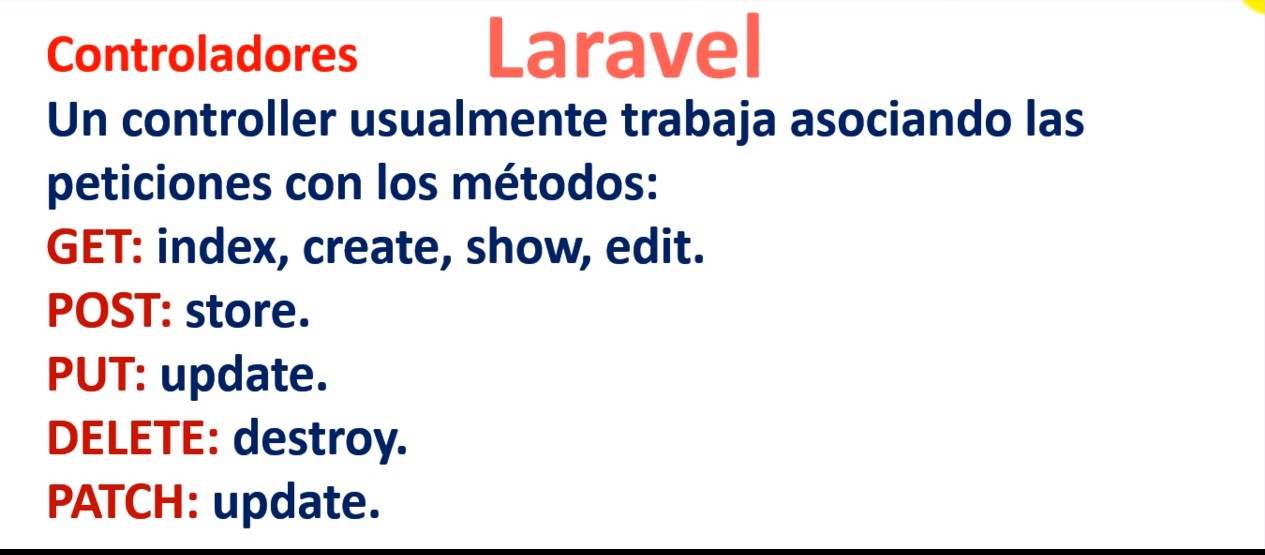 Controladores Laravel
Un controller usualmente trabaja asociando las
peticiones con los métodos:
GET: index, create, show, edit.
POST: store.
PUT: update.
DELETE: destroy.
PATCH: update.